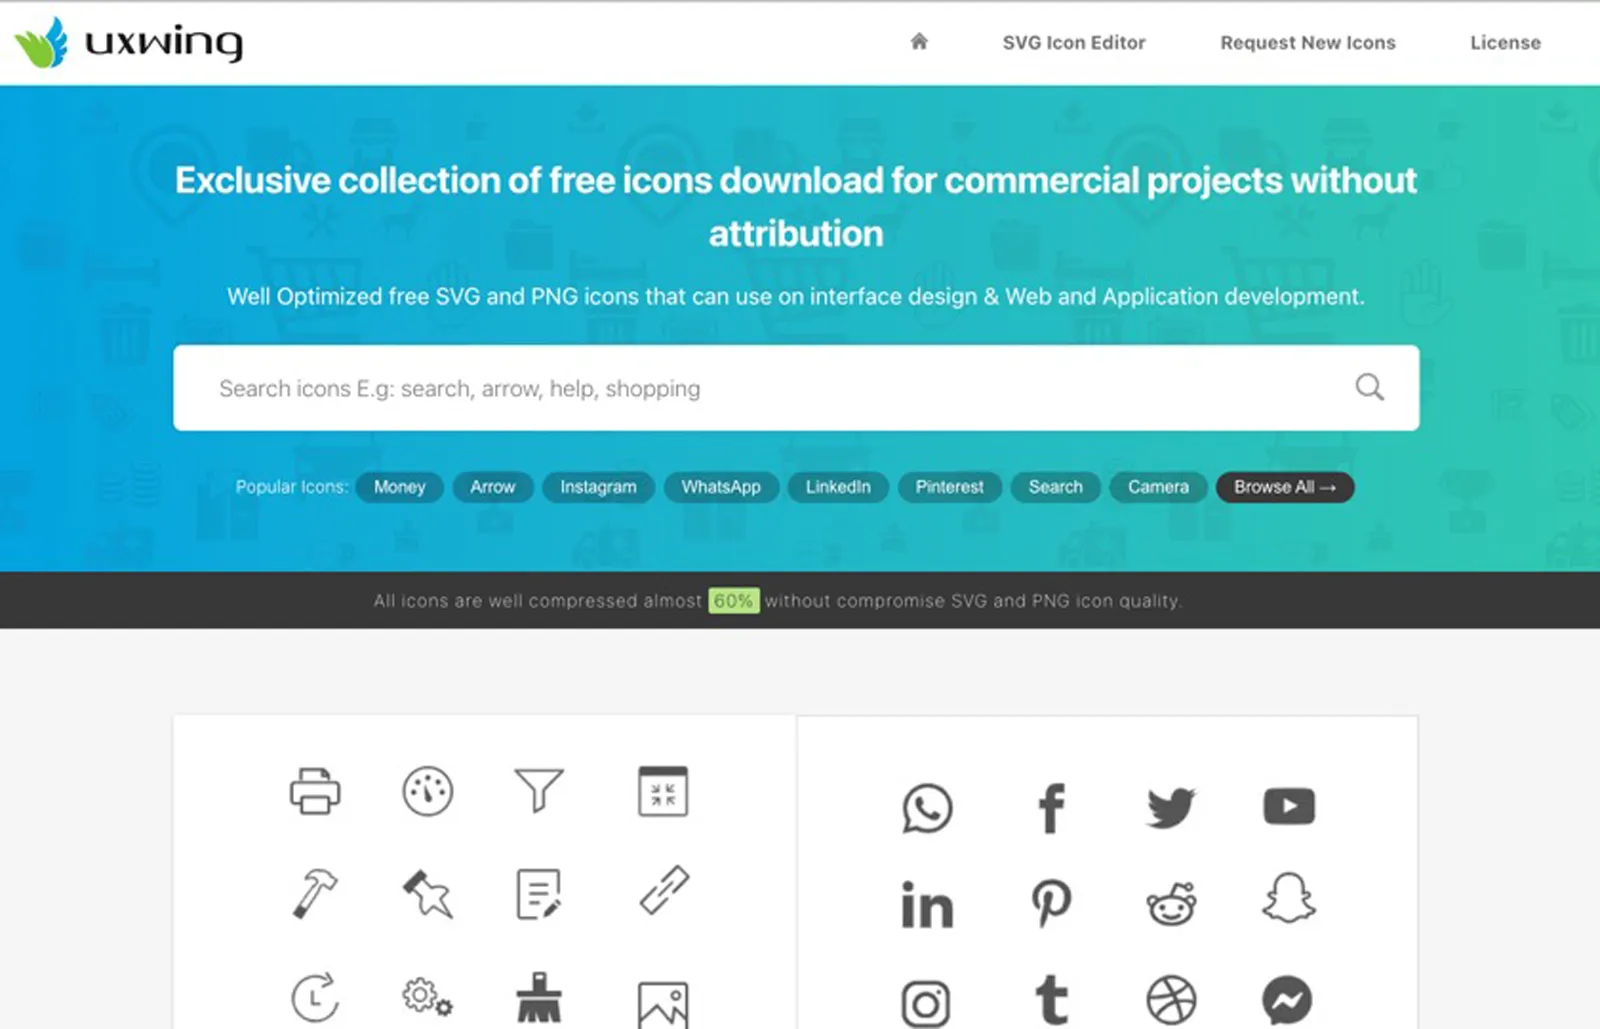 uxwing
SVG Icon Editor
Request New Icons
License
Exclusive collection of free icons download for commercial projects without
attribution
Well Optimized free SVG and PNG icons that can use on interface design & Web and Application development.
Search icons E.g: search, arrow, help, shopping
Popular Icons: Money Arrow Instagram WhatsApp LinkedIn Pinterest Search Camera Browse All →
All icons are well compressed almost 60% without compromise SVG and PNG icon quality.